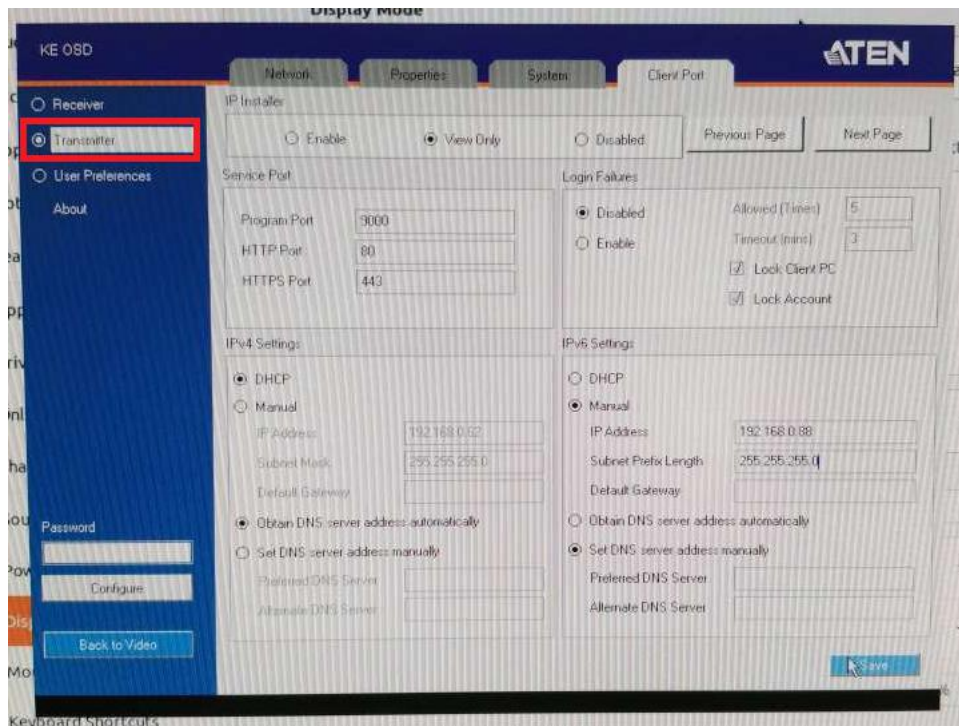 Display Mode
KE OSD
ATEN
Network
Properties
System
Client Port
Receiver
Transmitter
User Preferences
About
IP Installer
Enable
View Only
Disabled
Previous Page
Next Page
Service Port
Program Port
9000
HTTP Port
80
HTTPS Port
443
Login Failures
Disabled
Enable
Allowed (Times)
5
Timeout (mins)
3
Lock Client PC
Lock Account
IPv4 Settings
DHCP
Manual
IP Address
192.168.0.62
Subnet Mask
255.255.255.0
Default Gateway
Obtain DNS server address automatically
Set DNS server address manually
Preferred DNS Server
Alternate DNS Server
IPv6 Settings
DHCP
Manual
IP Address
192.168.0.88
Subnet Prefix Length
255.255.255.0
Default Gateway
Obtain DNS server address automatically
Set DNS server address manually
Preferred DNS Server
Alternate DNS Server
Password
Configure
Back to Video
Save
Keyboard Shortcuts